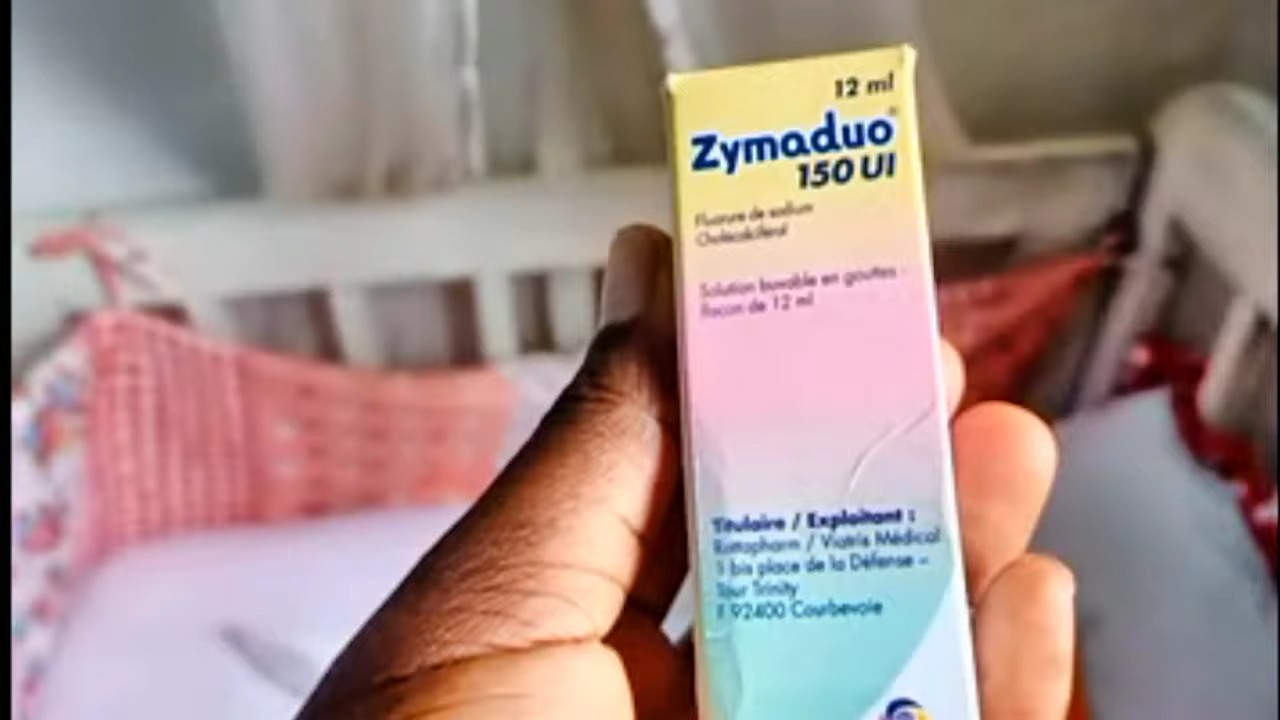 12 ml
Zymaduo®
150 UI
Fluorure de sodium
Cholécalciférol
Solution buvable en gouttes -
flacon de 12 ml
Titulaire / Exploitant :
Rottapharm / Viatris Médical
1 bis place de la Défense –
Tour Trinity
F 92400 Courbevoie